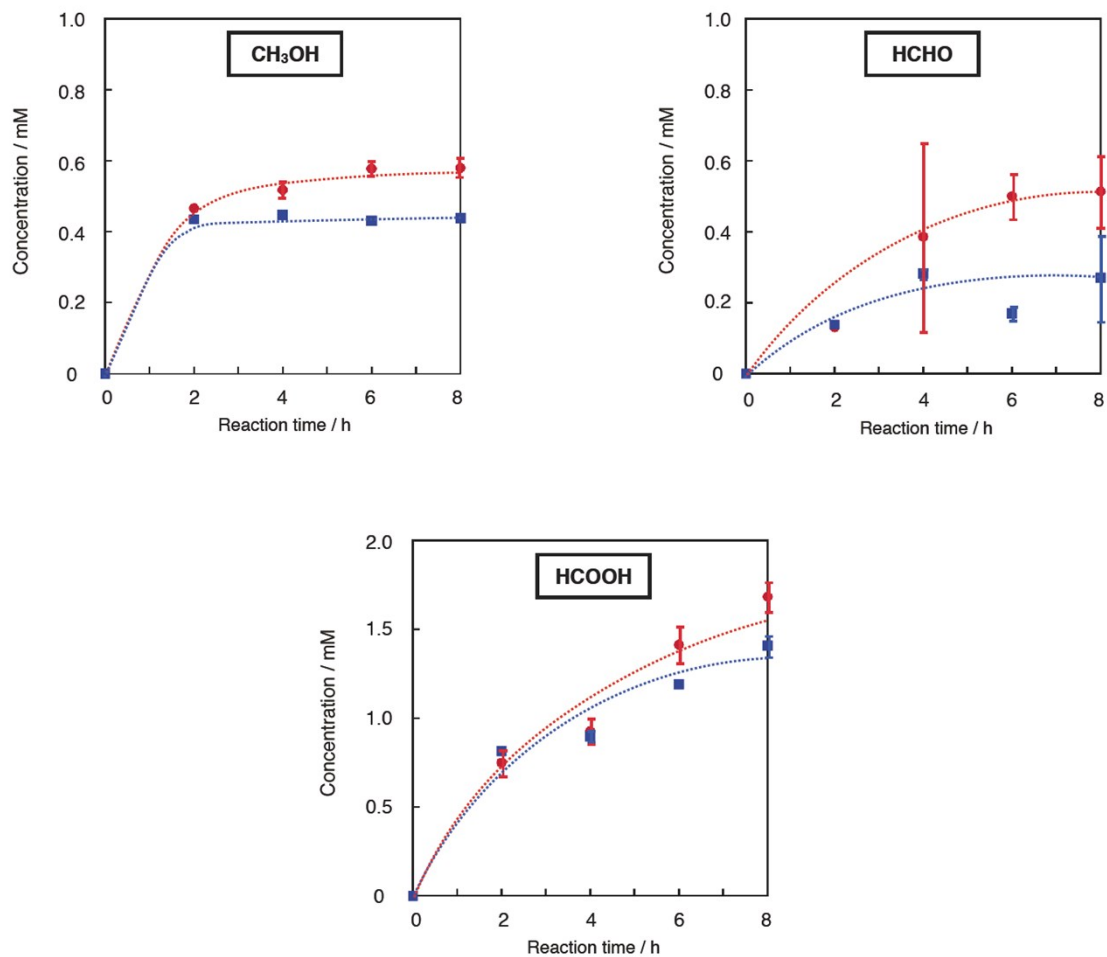 CH₃OH
1.0
0.8
0.6
0.4
0.2
0
Concentration / mM
0 2 4 6 8
Reaction time / h
HCHO
1.0
0.8
0.6
0.4
0.2
0
Concentration / mM
0 2 4 6 8
Reaction time / h
HCOOH
2.0
1.5
1.0
0.5
0
Concentration / mM
0 2 4 6 8
Reaction time / h